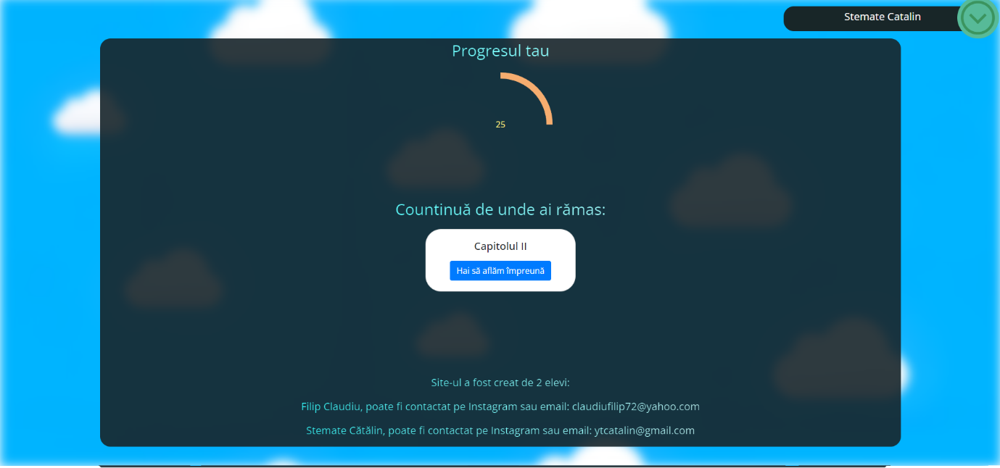 Stemate Catalin
Progresul tau
25
Countinuă de unde ai rămas:
Capitolul II
Hai să aflăm împreună
Site-ul a fost creat de 2 elevi:
Filip Claudiu, poate fi contactat pe Instagram sau email: claudiufilip72@yahoo.com
Stemate Cătălin, poate fi contactat pe Instagram sau email: ytcatalin@gmail.com